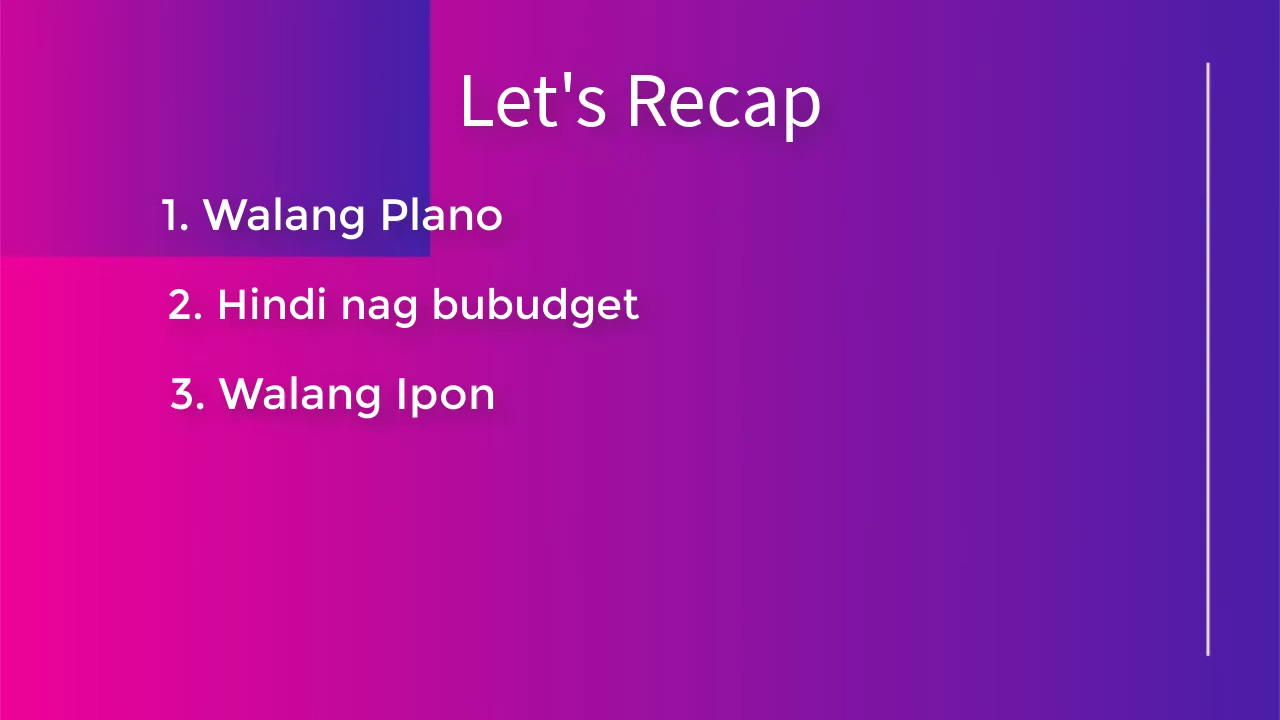 Let's Recap
1. Walang Plano
2. Hindi nag bubudget
3. Walang Ipon